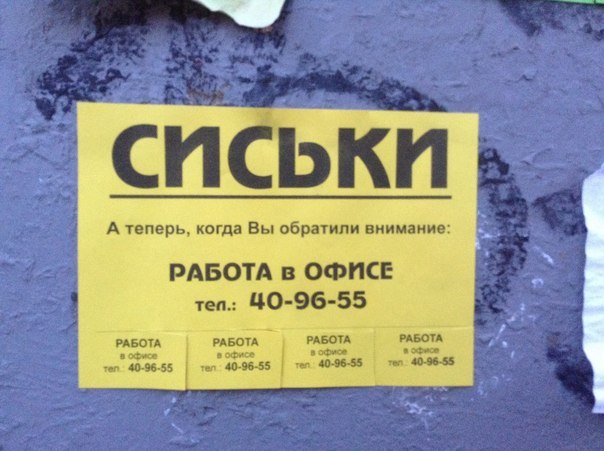 СИСЬКИ
А теперь, когда Вы обратили внимание:
РАБОТА в ОФИСЕ
тел.: 40-96-55
РАБОТА
в офисе
тел.: 40-96-55
РАБОТА
в офисе
тел.: 40-96-55
РАБОТА
в офисе
тел.: 40-96-55
РАБОТА
в офисе
тел.: 40-96-55